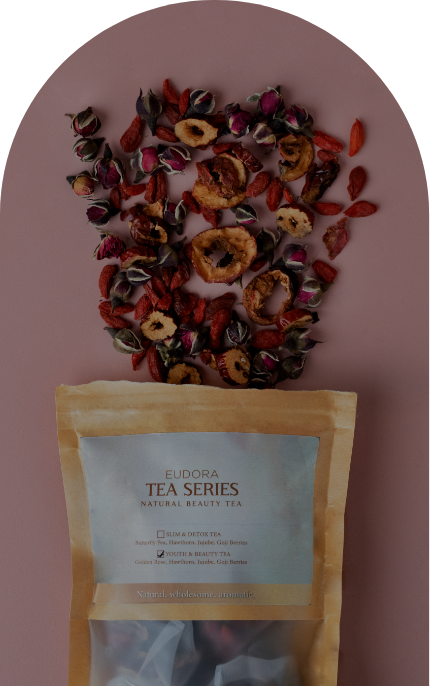 EUDORA
TEA SERIES
NATURAL BEAUTY TEA
SLIM & DETOX TEA
Butterfly Pea, Hawthorn, Jujube, Goji Berries
YOUTH & BEAUTY TEA
Golden Rose, Hawthorn, Jujube, Goji Berries
Natural, wholesome, aromatic.